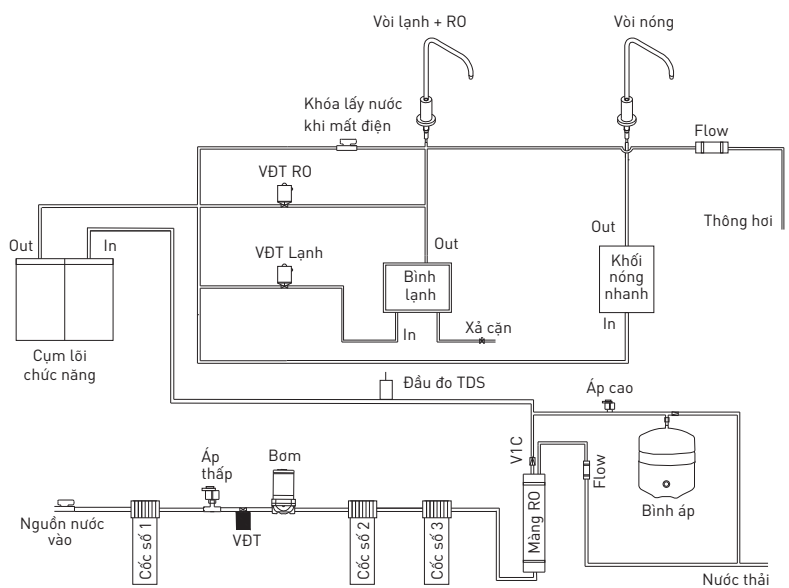 Vòi lạnh + RO
Vòi nóng
Khóa lấy nước
khi mất điện
Flow
VĐT RO
Thông hơi
Out
In
VĐT Lạnh
Out
Out
Bình
lạnh
Khối
nóng
nhanh
In
Xả cặn
In
Cụm lõi
chức năng
Đầu đo TDS
Áp cao
V1C
Áp
thấp
Bơm
Màng RO
Flow
Bình áp
Nguồn nước
vào
Cốc số 1
VĐT
Cốc số 2
Cốc số 3
Nước thải